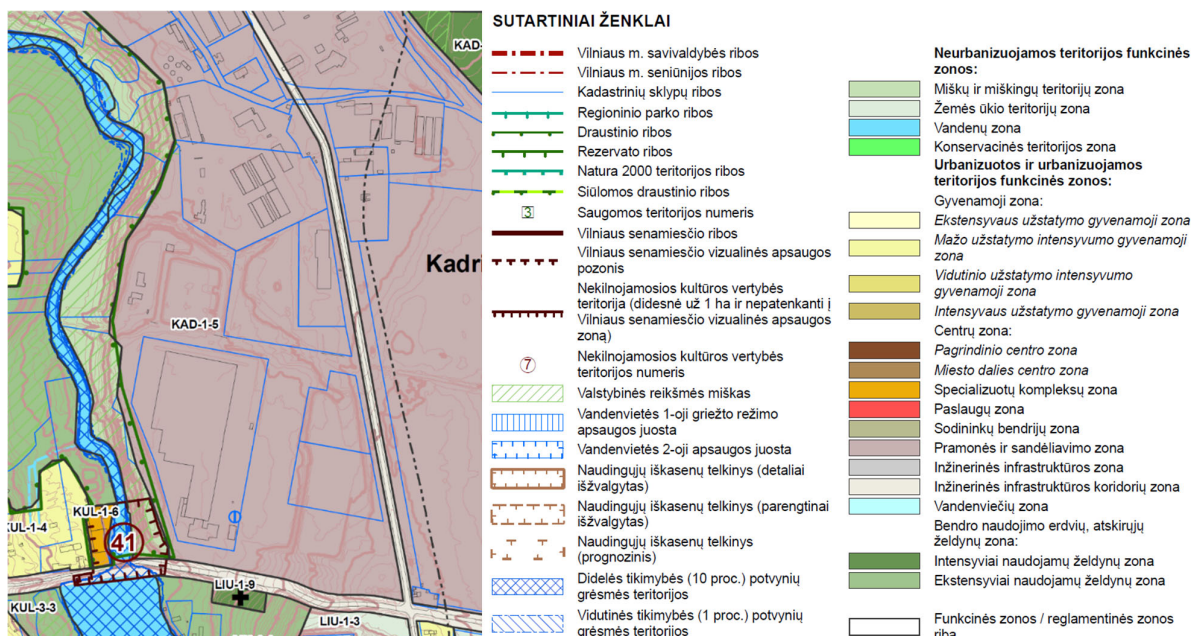 KAD-
Kadri
KAD-1-5
KUL-1-6
KUL-1-4
41
LIU-1-9
KUL-3-3
LIU-1-3
SUTARTINIAI ŽENKLAI
Vilniaus m. savivaldybės ribos
Vilniaus m. seniūnijos ribos
Kadastrinių sklypų ribos
Regioninio parko ribos
Draustinio ribos
Rezervato ribos
Natura 2000 teritorijos ribos
Siūlomos draustinio ribos
3
Saugomos teritorijos numeris
Vilniaus senamiesčio ribos
Vilniaus senamiesčio vizualinės apsaugos
pozonis
Nekilnojamosios kultūros vertybės
teritorija (didesnė už 1 ha ir nepatenkanti į
Vilniaus senamiesčio vizualinės apsaugos
zoną)
7
Nekilnojamosios kultūros vertybės
teritorijos numeris
Valstybinės reikšmės miškas
Vandenvietės 1-oji griežto režimo
apsaugos juosta
Vandenvietės 2-oji apsaugos juosta
Naudingųjų iškasenų telkinys (detaliai
išžvalgytas)
Naudingųjų iškasenų telkinys (parengtinai
išžvalgytas)
Naudingųjų iškasenų telkinys
(prognozinis)
Didelės tikimybės (10 proc.) potvynių
grėsmės teritorijos
Vidutinės tikimybės (1 proc.) potvynių
grėsmės teritorijos
Neurbanizuojamos teritorijos funkcinės
zonos:
Miškų ir miškingų teritorijų zona
Žemės ūkio teritorijų zona
Vandenų zona
Konservacinės teritorijos zona
Urbanizuotos ir urbanizuojamos
teritorijos funkcinės zonos:
Gyvenamoji zona:
Ekstensyvaus užstatymo gyvenamoji zona
Mažo užstatymo intensyvumo gyvenamoji
zona
Vidutinio užstatymo intensyvumo
gyvenamoji zona
Intensyvaus užstatymo gyvenamoji zona
Centrų zona:
Pagrindinio centro zona
Miesto dalies centro zona
Specializuotų kompleksų zona
Paslaugų zona
Sodininkų bendrijų zona
Pramonės ir sandėliavimo zona
Inžinerinės infrastruktūros zona
Inžinerinės infrastruktūros koridorių zona
Vandenviečių zona
Bendro naudojimo erdvių, atskirųjų
želdynų zona:
Intensyviai naudojamų želdynų zona
Ekstensyviai naudojamų želdynų zona
Funkcinės zonos / reglamentinės zonos
riba